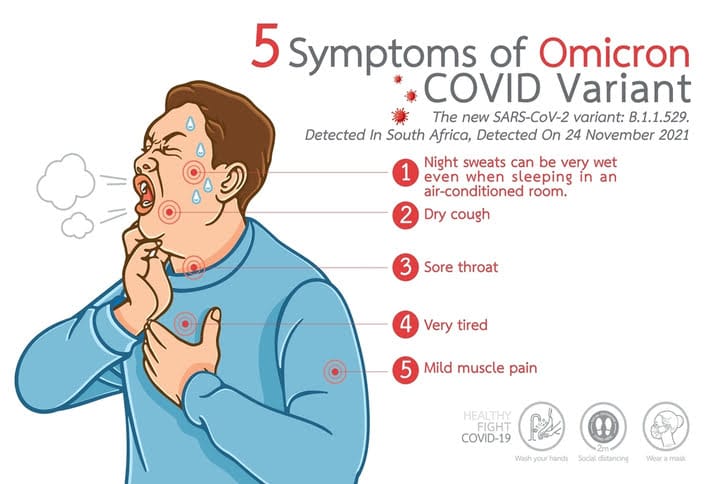 5 Symptoms of Omicron
COVID Variant
The new SARS-CoV-2 variant: B.1.1.529.
Detected In South Africa, Detected On 24 November 2021
1 Night sweats can be very wet
even when sleeping in an
air-conditioned room.
2 Dry cough
3 Sore throat
4 Very tired
5 Mild muscle pain
HEALTHY
FIGHT
COVID-19
2m
Wash your hands
Social distancing
Wear a mask